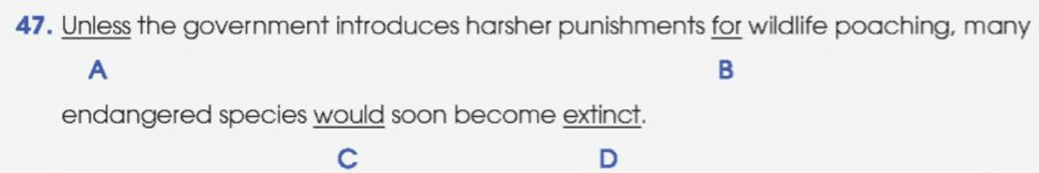 47. Unless the government introduces harsher punishments for wildlife poaching, many
A B
endangered species would soon become extinct.
C D